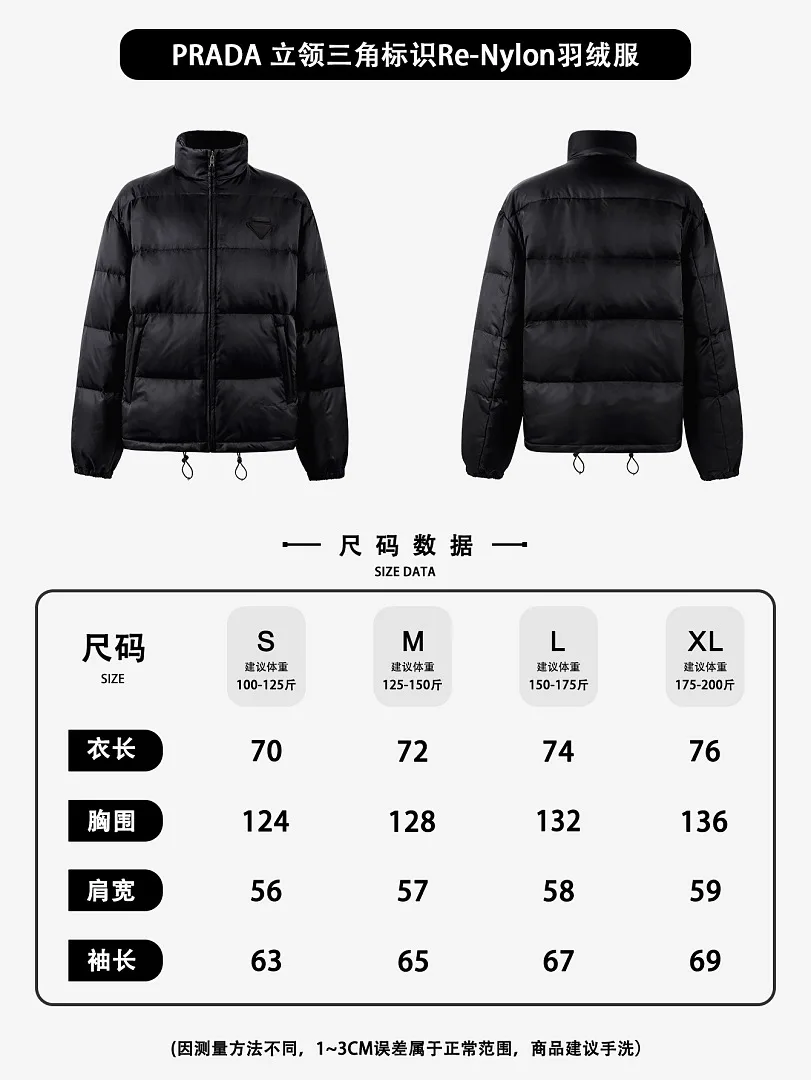 PRADA 立领三角标识Re-Nylon羽绒服
尺码数据
SIZE DATA
尺码 S M L XL
SIZE 建议体重 建议体重 建议体重 建议体重
100-125斤 125-150斤 150-175斤 175-200斤
衣长 70 72 74 76
胸围 124 128 132 136
肩宽 56 57 58 59
袖长 63 65 67 69
(因测量方法不同，1~3CM误差属于正常范围，商品建议手洗)